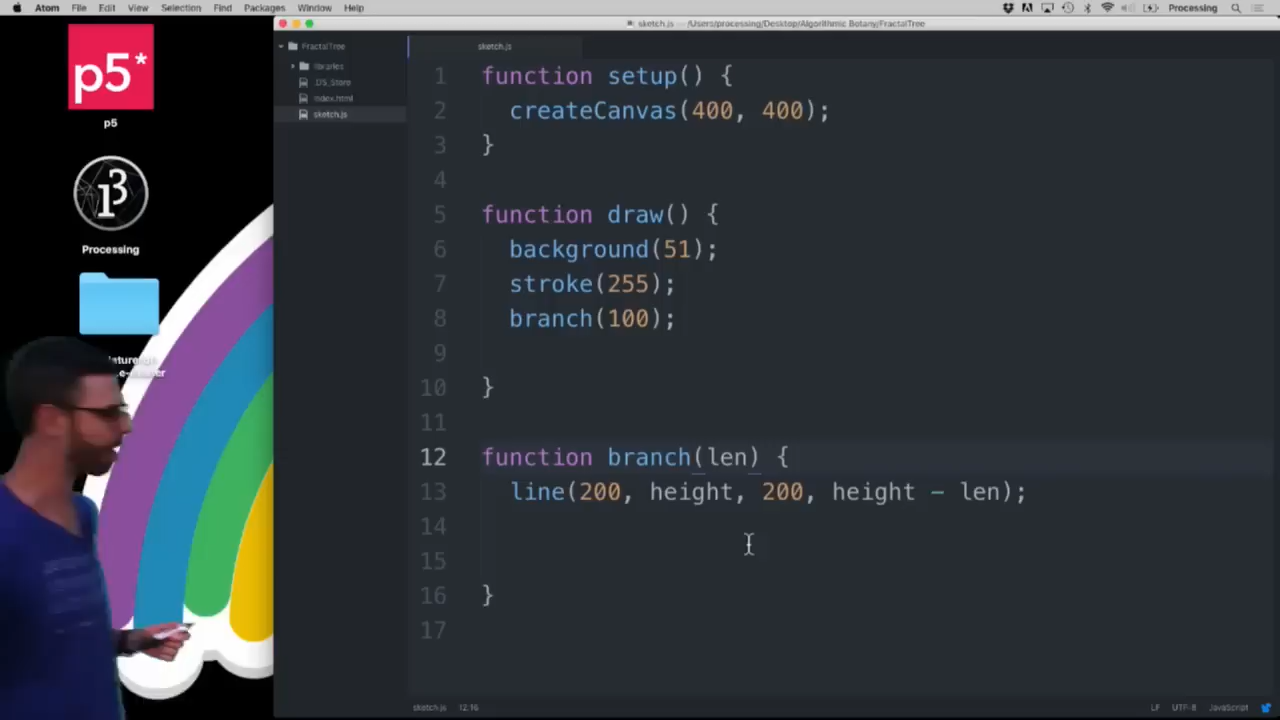 Atom File Edit View Selection Find Packages Window Help Processing
sketch.js — /Users/processing/Desktop/Algorithmic Botany/FractalTree
p5*
p5
Processing
FractalTree
libraries
.DS_Store
index.html
sketch.js
sketch.js
1 function setup() {
2 createCanvas(400, 400);
3 }
4
5 function draw() {
6 background(51);
7 stroke(255);
8 branch(100);
9
10 }
11
12 function branch(len) {
13 line(200, height, 200, height - len);
14
15
16 }
17
sketch.js 12:16 LF UTF-8 JavaScript